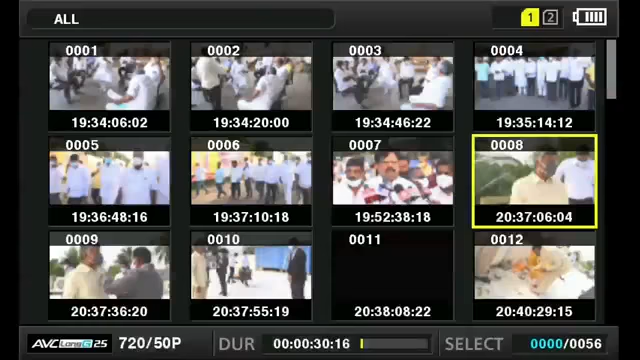 ALL
1 2
0001 0002 0003 0004
19:34:06:02 19:34:20:00 19:34:46:22 19:35:14:12
0005 0006 0007 0008
19:36:48:16 19:37:10:18 19:52:38:18 20:37:06:04
0009 0010 0011 0012
20:37:36:20 20:37:55:19 20:38:08:22 20:40:29:15
AVC LongG 25 720/50P DUR 00:00:30:16 SELECT 0000/0056